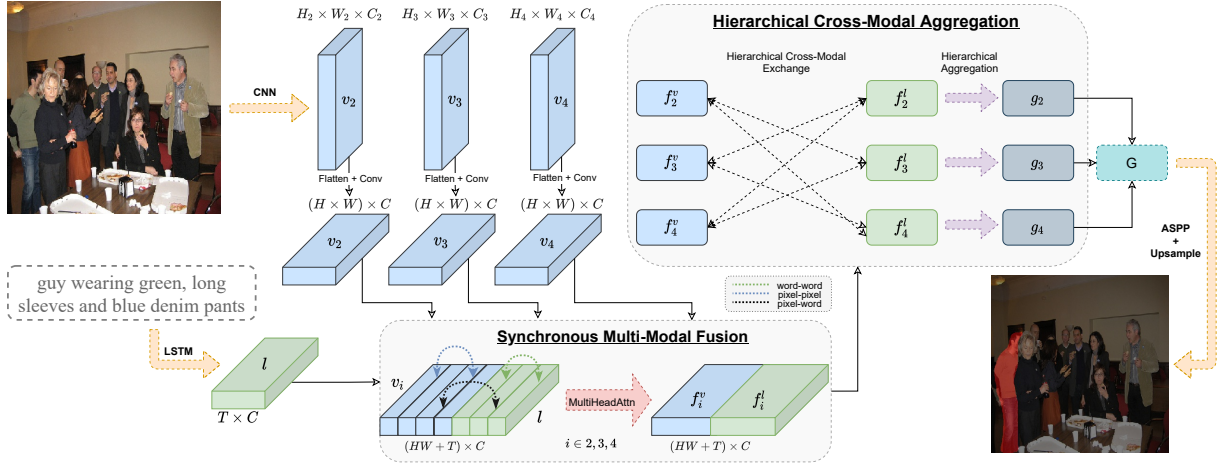 H₂ × W₂ × C₂
H₃ × W₃ × C₃
H₄ × W₄ × C₄
CNN
v₂
v₃
v₄
Flatten + Conv
Flatten + Conv
Flatten + Conv
(H × W) × C
(H × W) × C
(H × W) × C
v₂
v₃
v₄
guy wearing green, long
sleeves and blue denim pants
LSTM
l
T × C
word-word
pixel-pixel
pixel-word
Synchronous Multi-Modal Fusion
vᵢ
l
(HW + T) × C
MultiHeadAttn
i ∈ 2, 3, 4
fᵢᵛ
fᵢˡ
(HW + T) × C
Hierarchical Cross-Modal Aggregation
Hierarchical Cross-Modal
Exchange
Hierarchical
Aggregation
f₂ᵛ
f₂ˡ
g₂
f₃ᵛ
f₃ˡ
g₃
G
f₄ᵛ
f₄ˡ
g₄
ASPP
+
Upsample